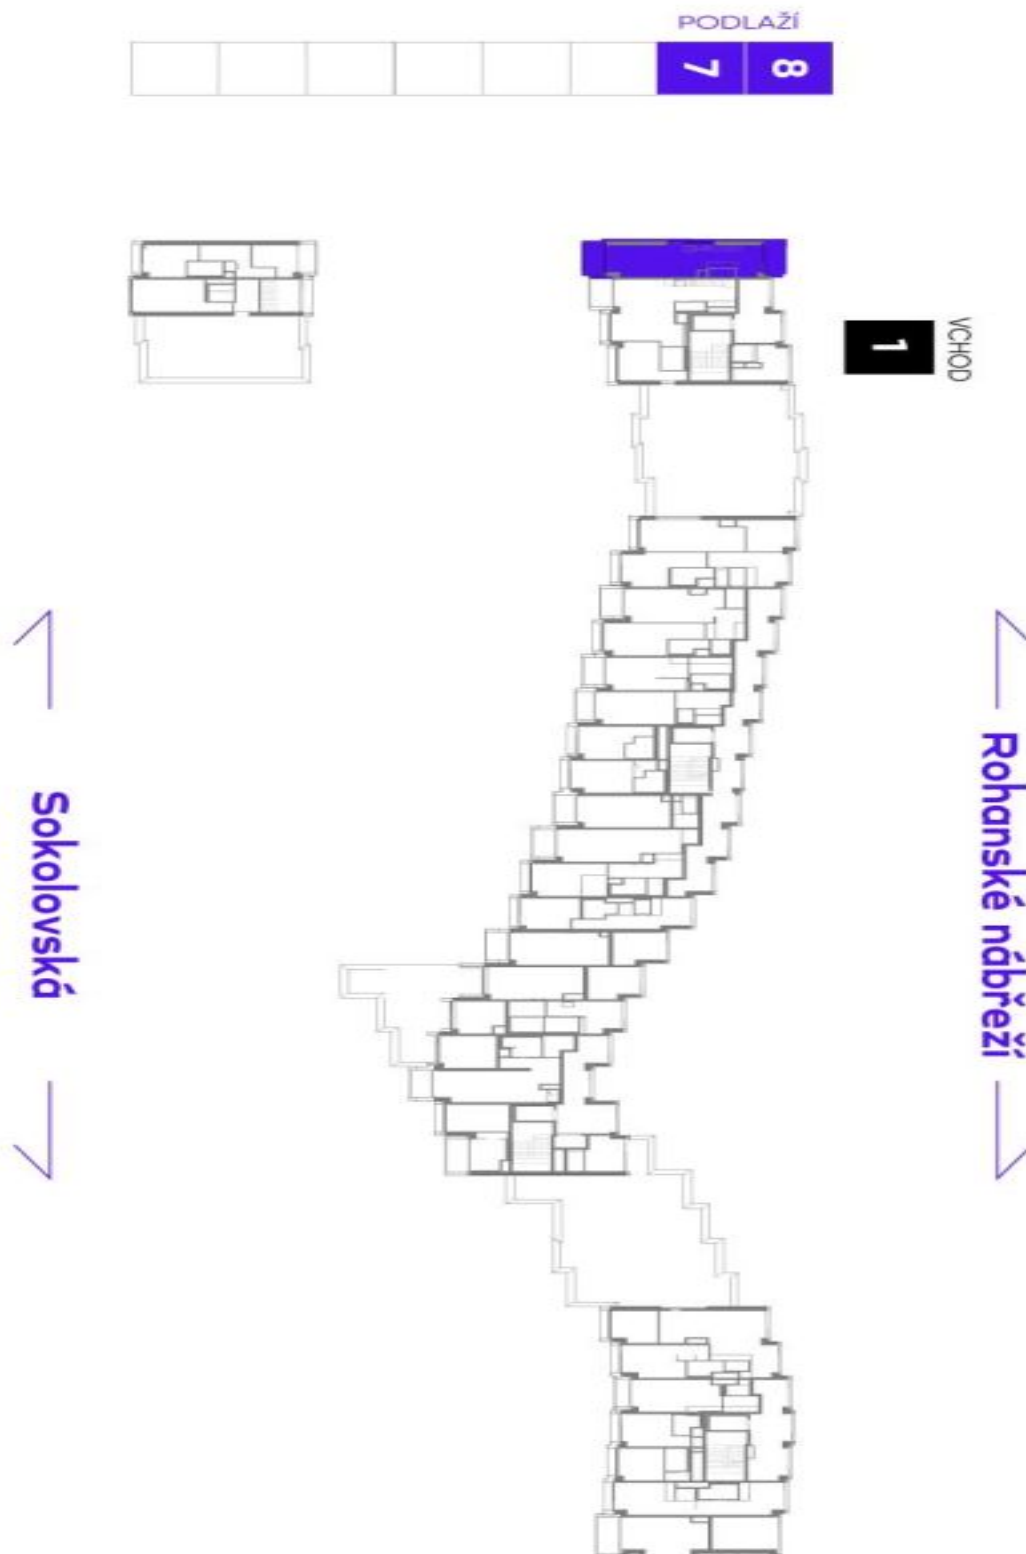 PODLAŽÍ
7
8
VCHOD
1
Sokolovská
Rohanské nábřeží